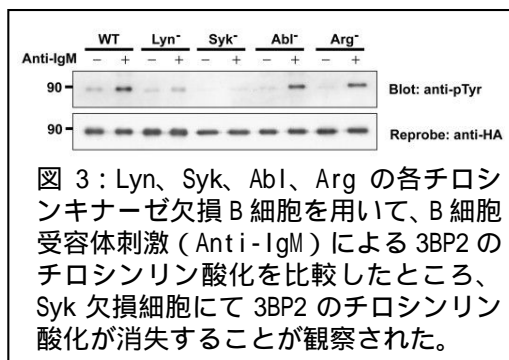 WT Lyn⁻ Syk⁻ Abl⁻ Arg⁻
Anti-IgM − + − + − + − + − +
90 Blot: anti-pTyr
90 Reprobe: anti-HA
図 3：Lyn、Syk、Abl、Arg の各チロシ
ンキナーゼ欠損 B 細胞を用いて、B 細胞
受容体刺激（Anti-IgM）による 3BP2 の
チロシンリン酸化を比較したところ、
Syk 欠損細胞にて 3BP2 のチロシンリン
酸化が消失することが観察された。